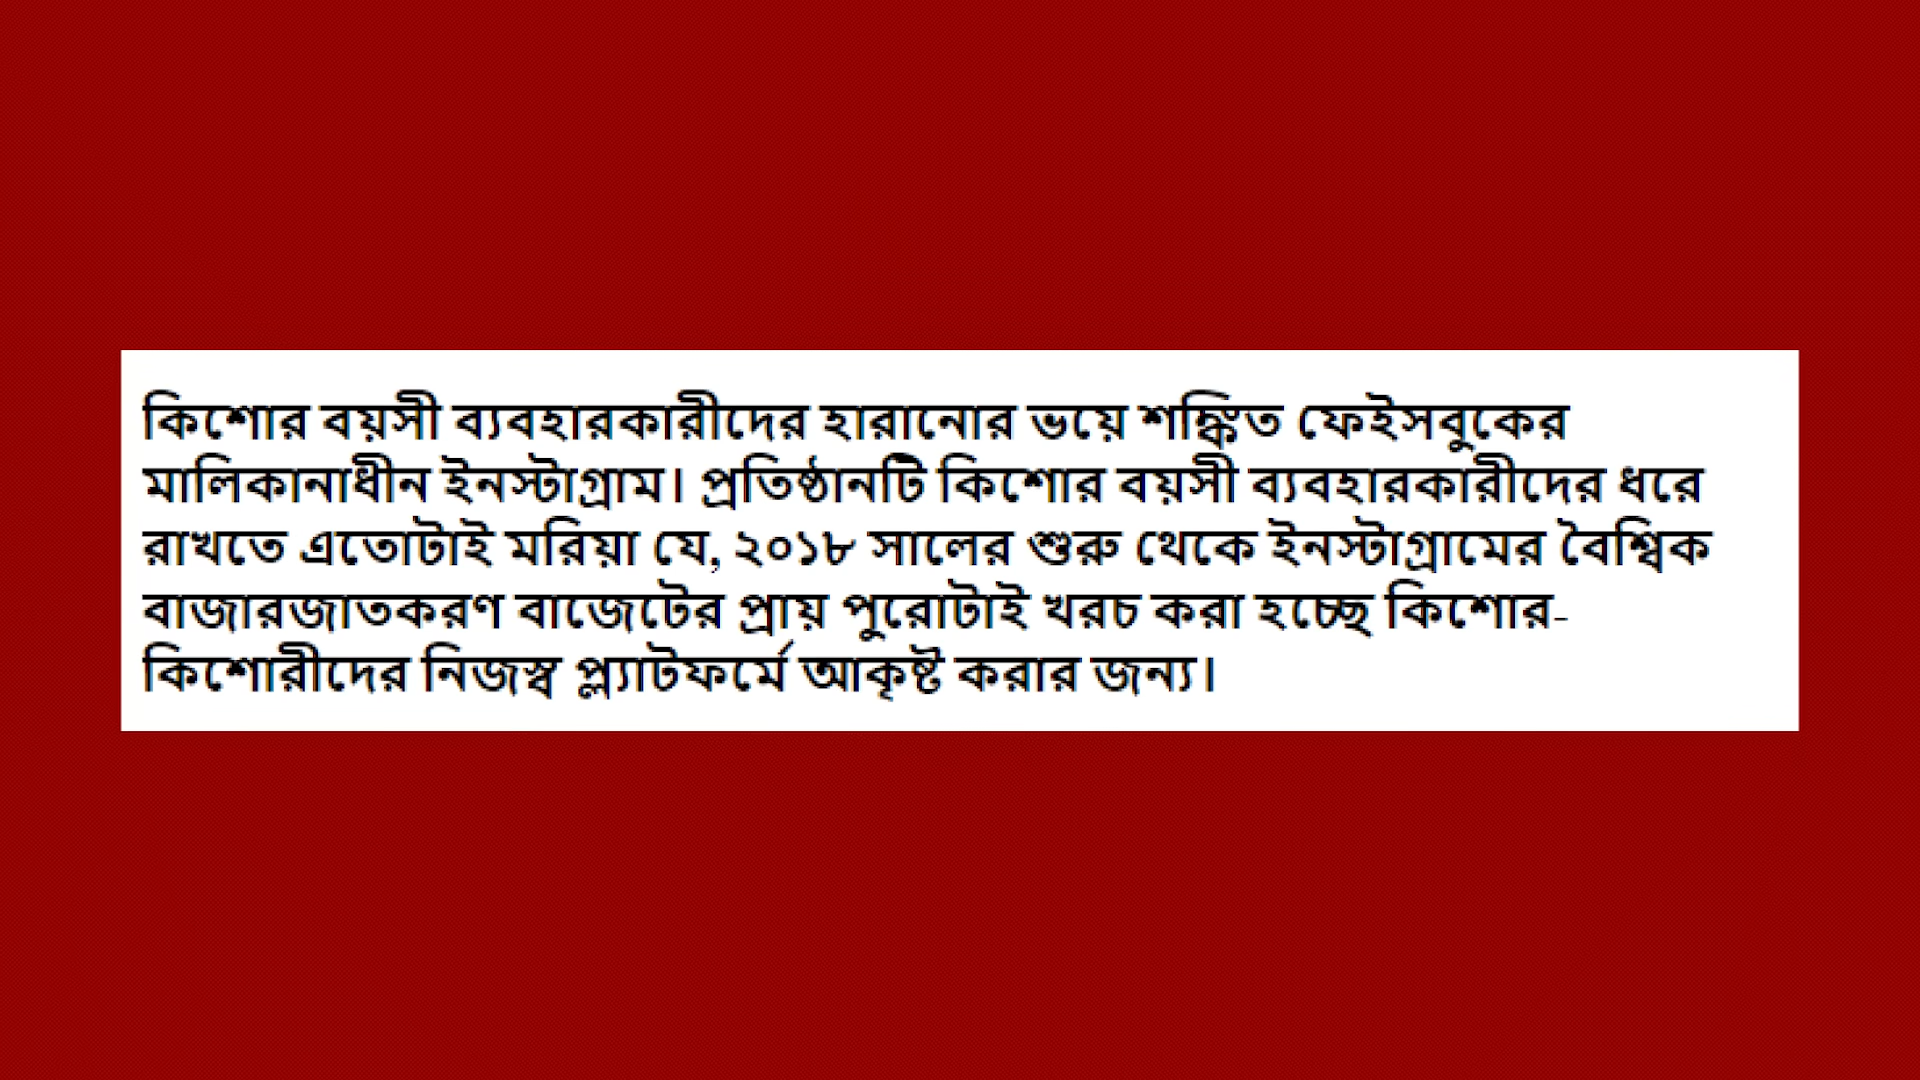 কিশোর বয়সী ব্যবহারকারীদের হারানোর ভয়ে শঙ্কিত ফেইসবুকের
মালিকানাধীন ইনস্টাগ্রাম। প্রতিষ্ঠানটি কিশোর বয়সী ব্যবহারকারীদের ধরে
রাখতে এতোটাই মরিয়া যে, ২০১৮ সালের শুরু থেকে ইনস্টাগ্রামের বৈশ্বিক
বাজারজাতকরণ বাজেটের প্রায় পুরোটাই খরচ করা হচ্ছে কিশোর-
কিশোরীদের নিজস্ব প্ল্যাটফর্মে আকৃষ্ট করার জন্য।